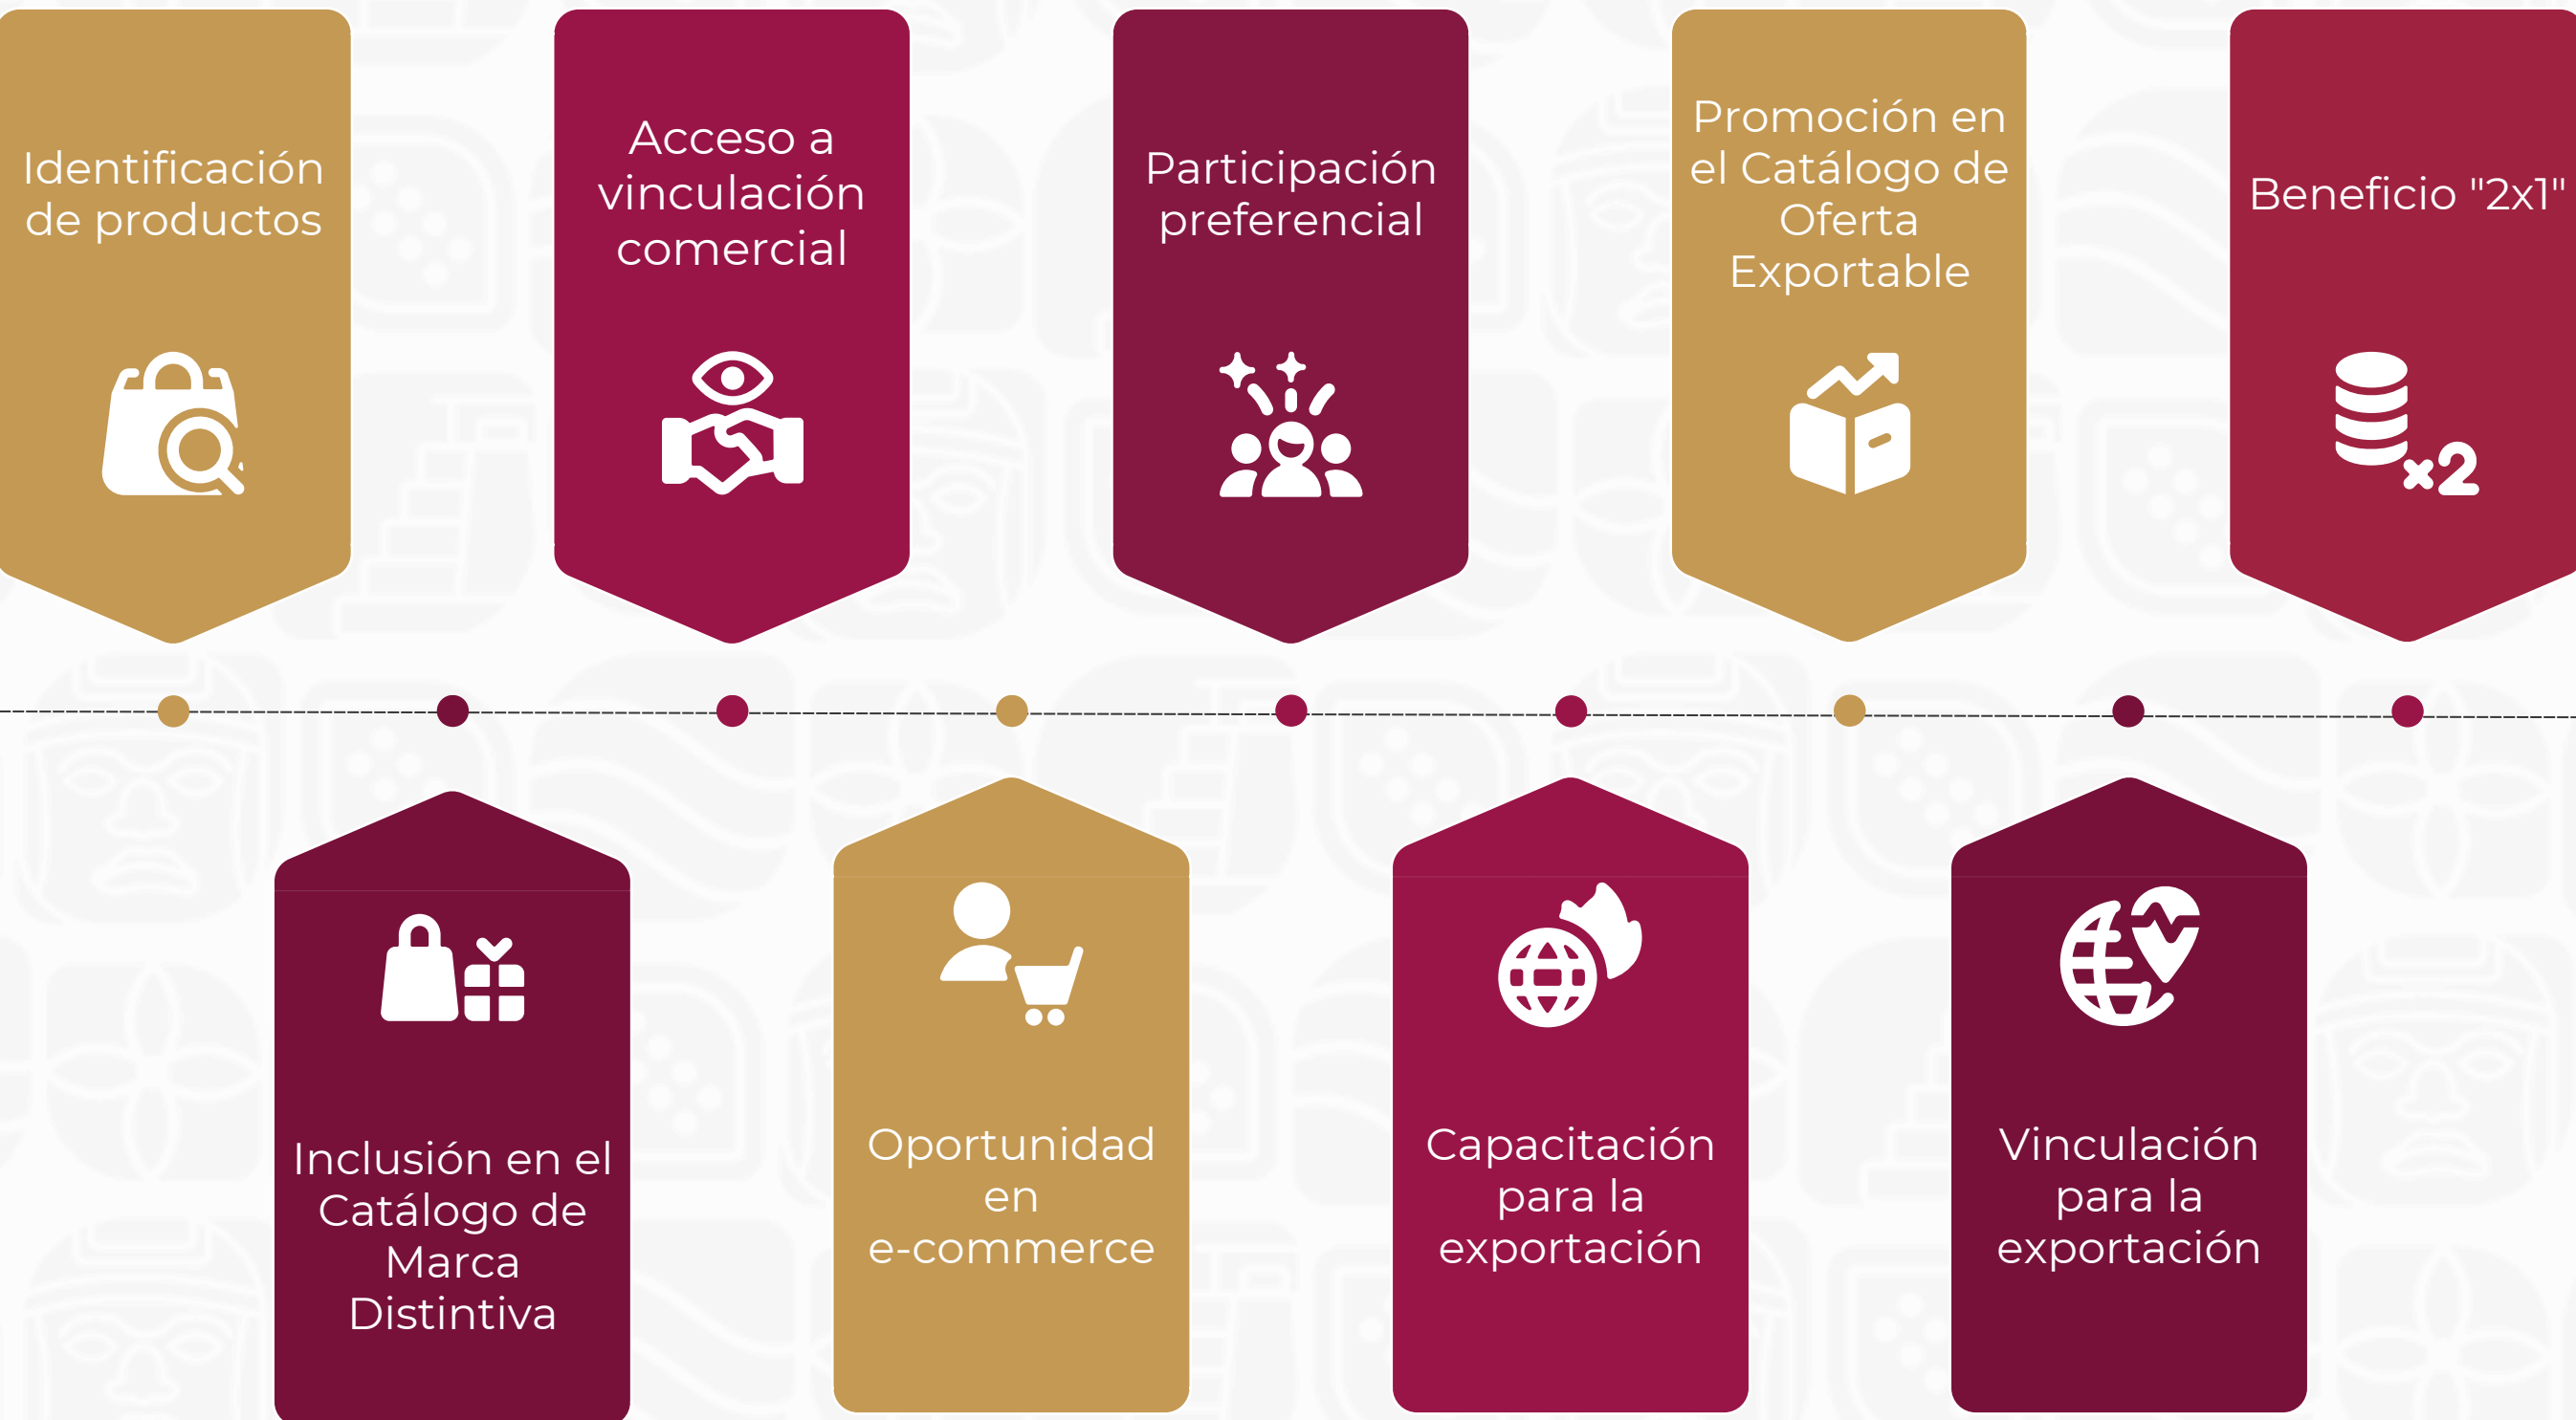 Identificación
de productos
Acceso a
vinculación
comercial
Participación
preferencial
Promoción en
el Catálogo de
Oferta
Exportable
Beneficio "2x1"
×2
Inclusión en el
Catálogo de
Marca
Distintiva
Oportunidad
en
e-commerce
Capacitación
para la
exportación
Vinculación
para la
exportación